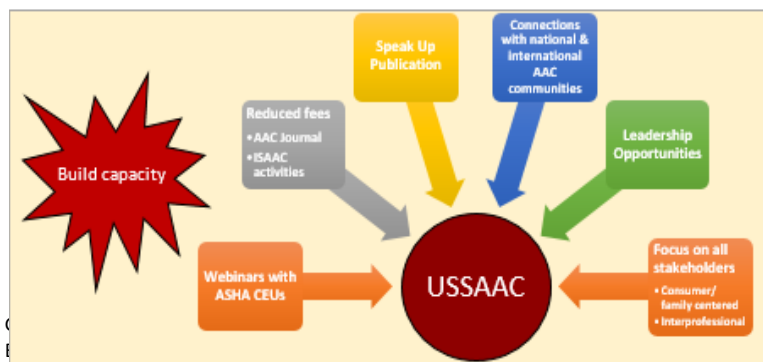 Connections
with national &
international
AAC
communities
Speak Up
Publication
Reduced fees
•AAC Journal
•ISAAC
activities
Leadership
Opportunities
Build capacity
Webinars with
ASHA CEUs
USSAAC
Focus on all
stakeholders
• Consumer/
family centered
• Interprofessional